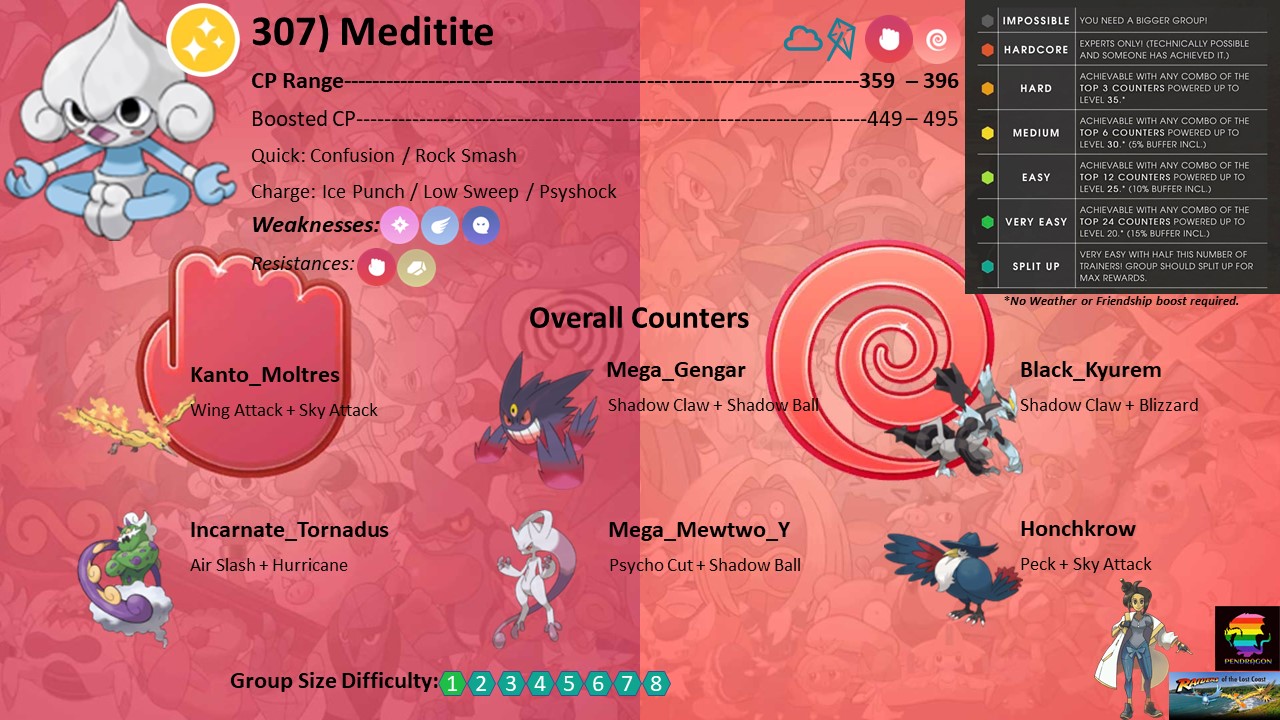 307) Meditite
CP Range------------------------------------------------------------------------------------359 – 396
Boosted CP-----------------------------------------------------------------------------------449 – 495
Quick: Confusion / Rock Smash
Charge: Ice Punch / Low Sweep / Psyshock
Weaknesses:
Resistances:
IMPOSSIBLE
YOU NEED A BIGGER GROUP!
HARDCORE
EXPERTS ONLY! (TECHNICALLY POSSIBLE
AND SOMEONE HAS ACHIEVED IT.)
HARD
ACHIEVABLE WITH ANY COMBO OF THE
TOP 3 COUNTERS POWERED UP TO
LEVEL 35.*
MEDIUM
ACHIEVABLE WITH ANY COMBO OF THE
TOP 6 COUNTERS POWERED UP TO
LEVEL 30.* (5% BUFFER INCL.)
EASY
ACHIEVABLE WITH ANY COMBO OF THE
TOP 12 COUNTERS POWERED UP TO
LEVEL 25.* (10% BUFFER INCL.)
VERY EASY
ACHIEVABLE WITH ANY COMBO OF THE
TOP 24 COUNTERS POWERED UP TO
LEVEL 20.* (15% BUFFER INCL.)
SPLIT UP
VERY EASY WITH HALF THIS NUMBER OF
TRAINERS! GROUP SHOULD SPLIT UP FOR
MAX REWARDS.
*No Weather or Friendship boost required.
Overall Counters
Kanto_Moltres
Wing Attack + Sky Attack
Mega_Gengar
Shadow Claw + Shadow Ball
Black_Kyurem
Shadow Claw + Blizzard
Incarnate_Tornadus
Air Slash + Hurricane
Mega_Mewtwo_Y
Psycho Cut + Shadow Ball
Honchkrow
Peck + Sky Attack
Group Size Difficulty: 1 2 3 4 5 6 7 8
PENDRAGON
RAIDERS of the Lost Coast